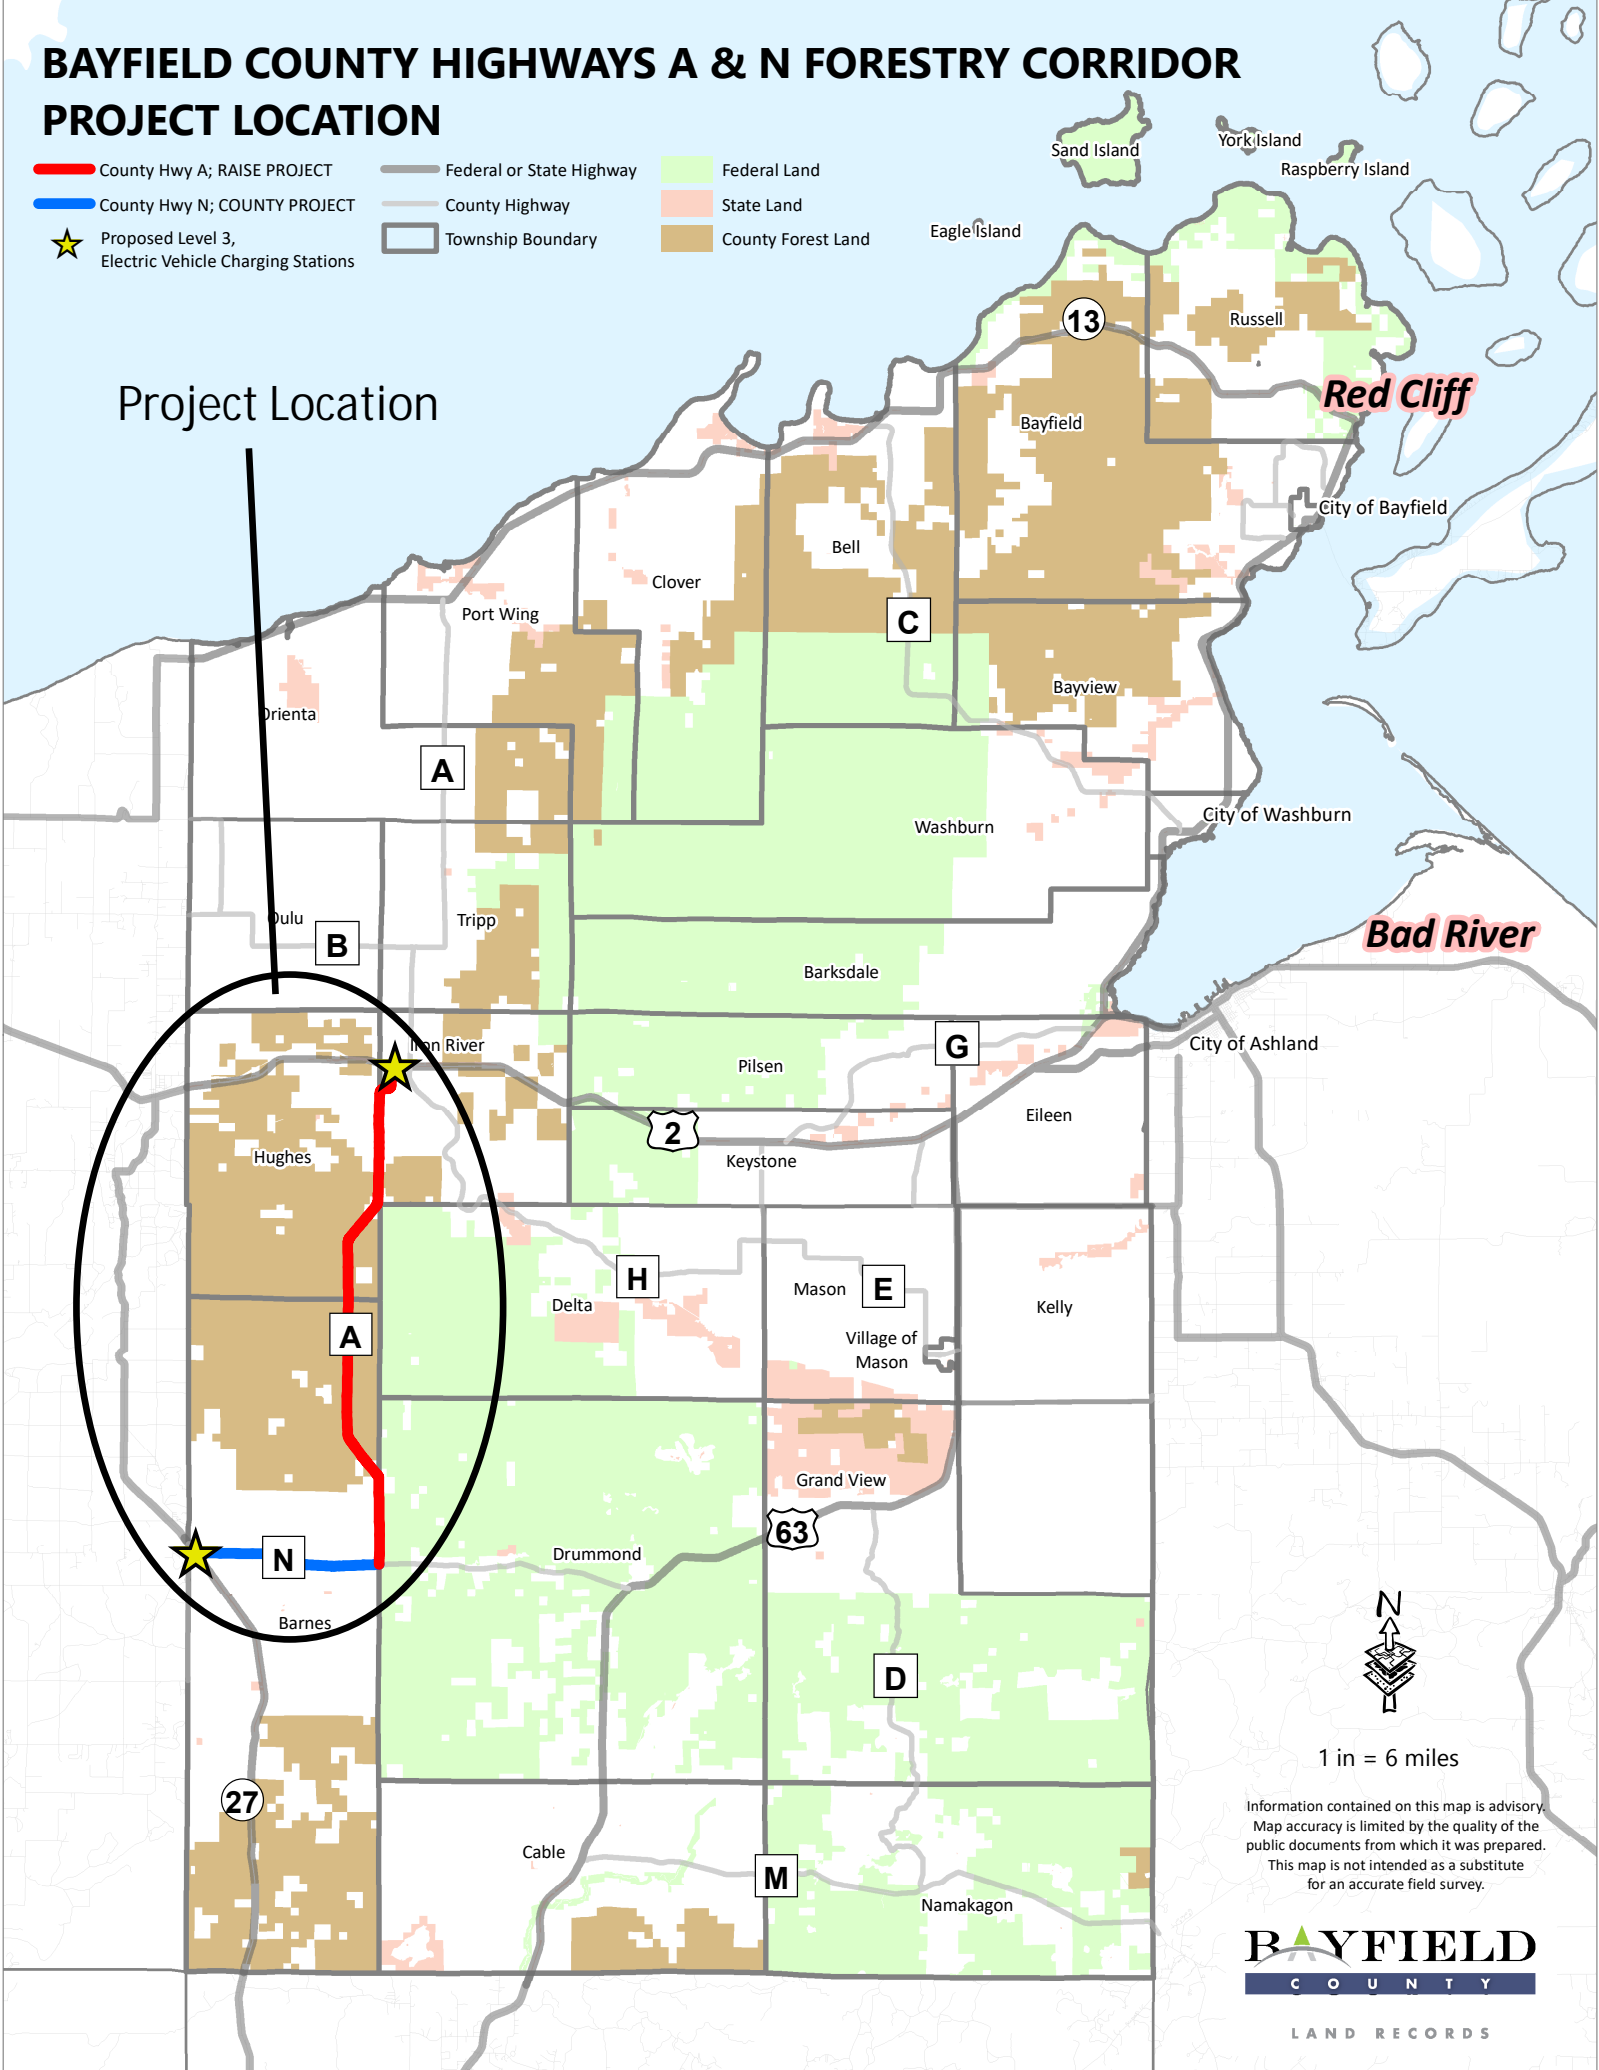 BAYFIELD COUNTY HIGHWAYS A & N FORESTRY CORRIDOR
PROJECT LOCATION
County Hwy A; RAISE PROJECT
County Hwy N; COUNTY PROJECT
Proposed Level 3,
Electric Vehicle Charging Stations
Federal or State Highway
County Highway
Township Boundary
Federal Land
State Land
County Forest Land
Sand Island
York Island
Raspberry Island
Eagle Island
13
Russell
Project Location
Red Cliff
Bayfield
City of Bayfield
Bell
Clover
Port Wing
C
Bayview
Orienta
A
City of Washburn
Washburn
Oulu
B
Tripp
Bad River
Barksdale
Iron River
G
City of Ashland
Pilsen
Eileen
2
Hughes
Keystone
H
Mason
E
Delta
Kelly
A
Village of
Mason
Grand View
63
N
Drummond
Barnes
N
D
1 in = 6 miles
27
Information contained on this map is advisory.
Map accuracy is limited by the quality of the
public documents from which it was prepared.
This map is not intended as a substitute
for an accurate field survey.
Cable
M
Namakagon
BAYFIELD
COUNTY
LAND RECORDS